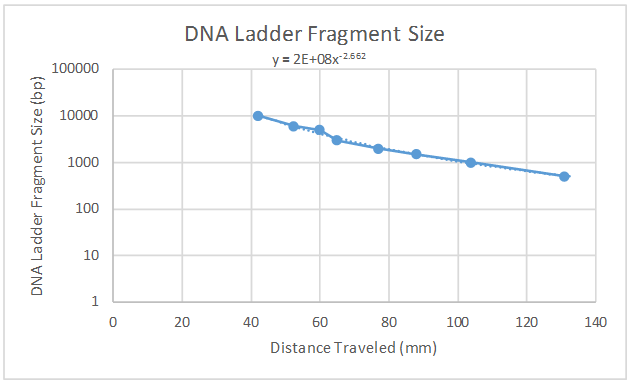 DNA Ladder Fragment Size
y = 2E+08x-2.662
DNA Ladder Fragment Size (bp)
100000
10000
1000
100
10
1
0 20 40 60 80 100 120 140
Distance Traveled (mm)